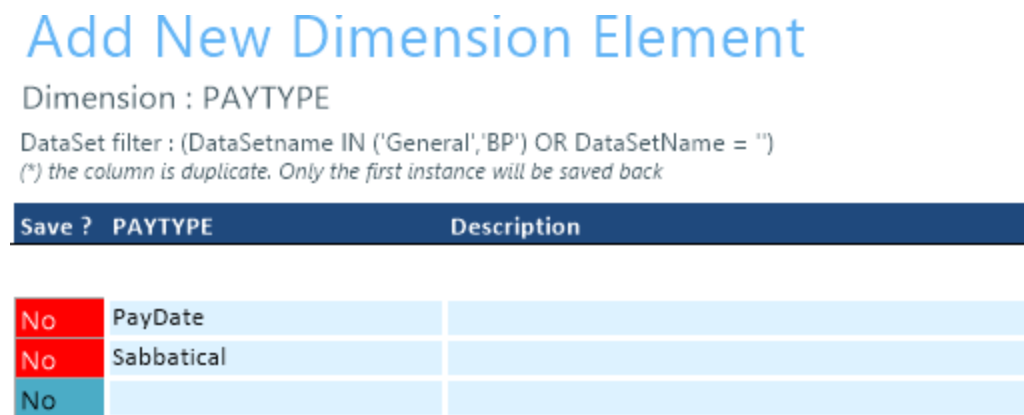 Add New Dimension Element
Dimension : PAYTYPE
DataSet filter : (DataSetname IN ('General','BP') OR DataSetName = '')
(*) the column is duplicate. Only the first instance will be saved back
Save ? PAYTYPE Description
No PayDate
No Sabbatical
No